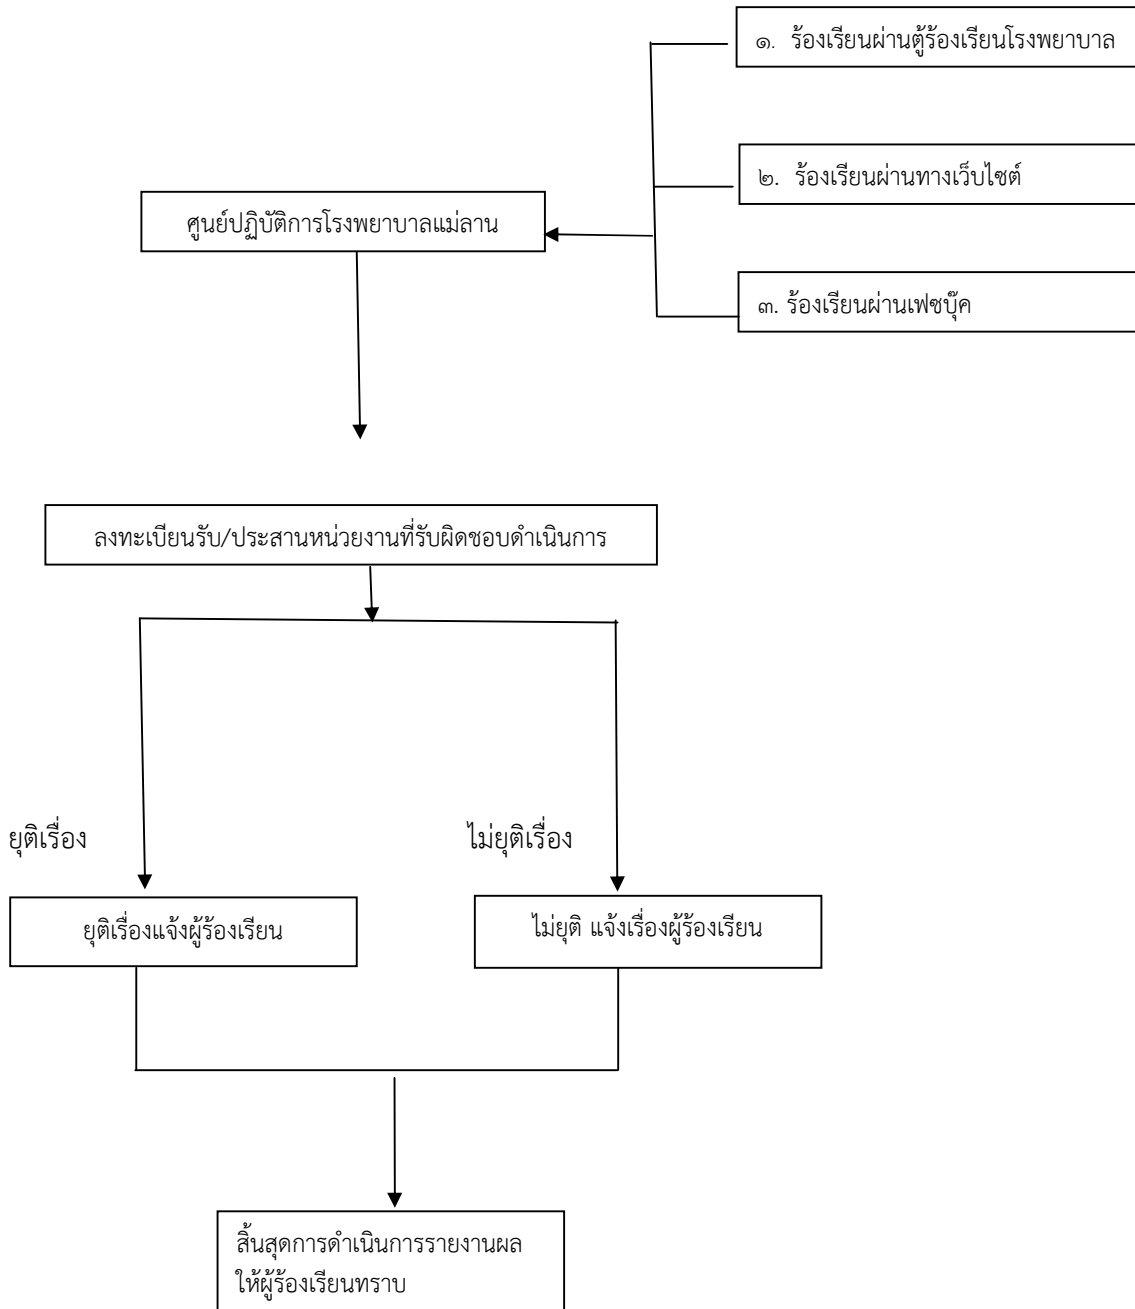 ๑. ร้องเรียนผ่านตู้ร้องเรียนโรงพยาบาล
๒. ร้องเรียนผ่านทางเว็บไซต์
ศูนย์ปฏิบัติการโรงพยาบาลแม่ลาน
๓. ร้องเรียนผ่านเฟซบุ๊ค
ลงทะเบียนรับ/ประสานหน่วยงานที่รับผิดชอบดำเนินการ
ยุติเรื่อง
ไม่ยุติเรื่อง
ยุติเรื่องแจ้งผู้ร้องเรียน
ไม่ยุติ แจ้งเรื่องผู้ร้องเรียน
สิ้นสุดการดำเนินการรายงานผล
ให้ผู้ร้องเรียนทราบ